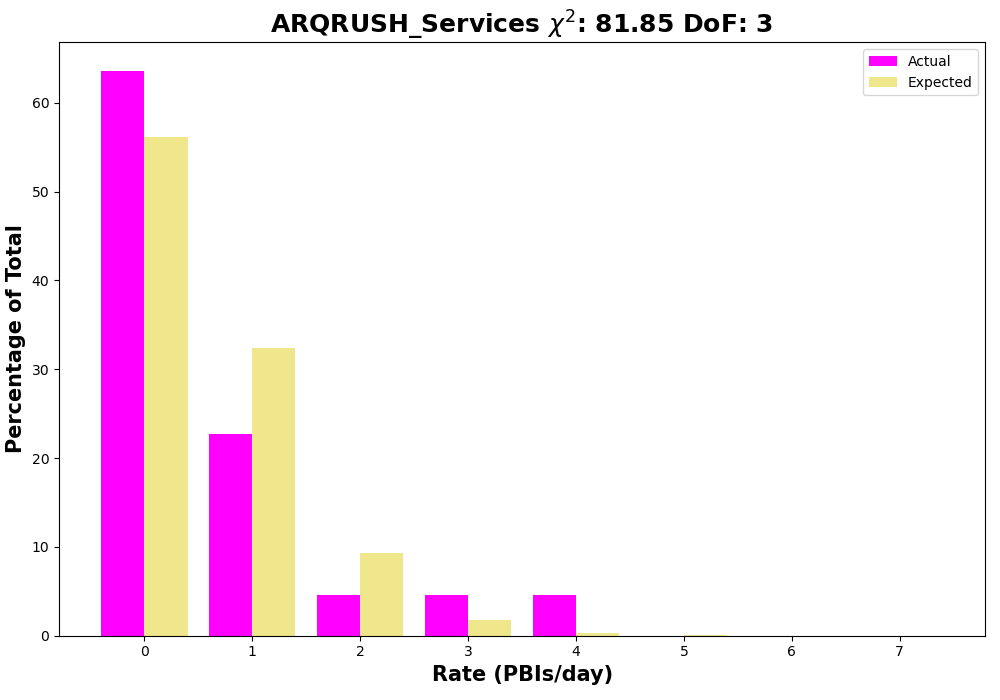 ARQRUSH_Services χ²: 81.85 DoF: 3
Actual
Expected
Percentage of Total
60
50
40
30
20
10
0
0 1 2 3 4 5 6 7
Rate (PBIs/day)